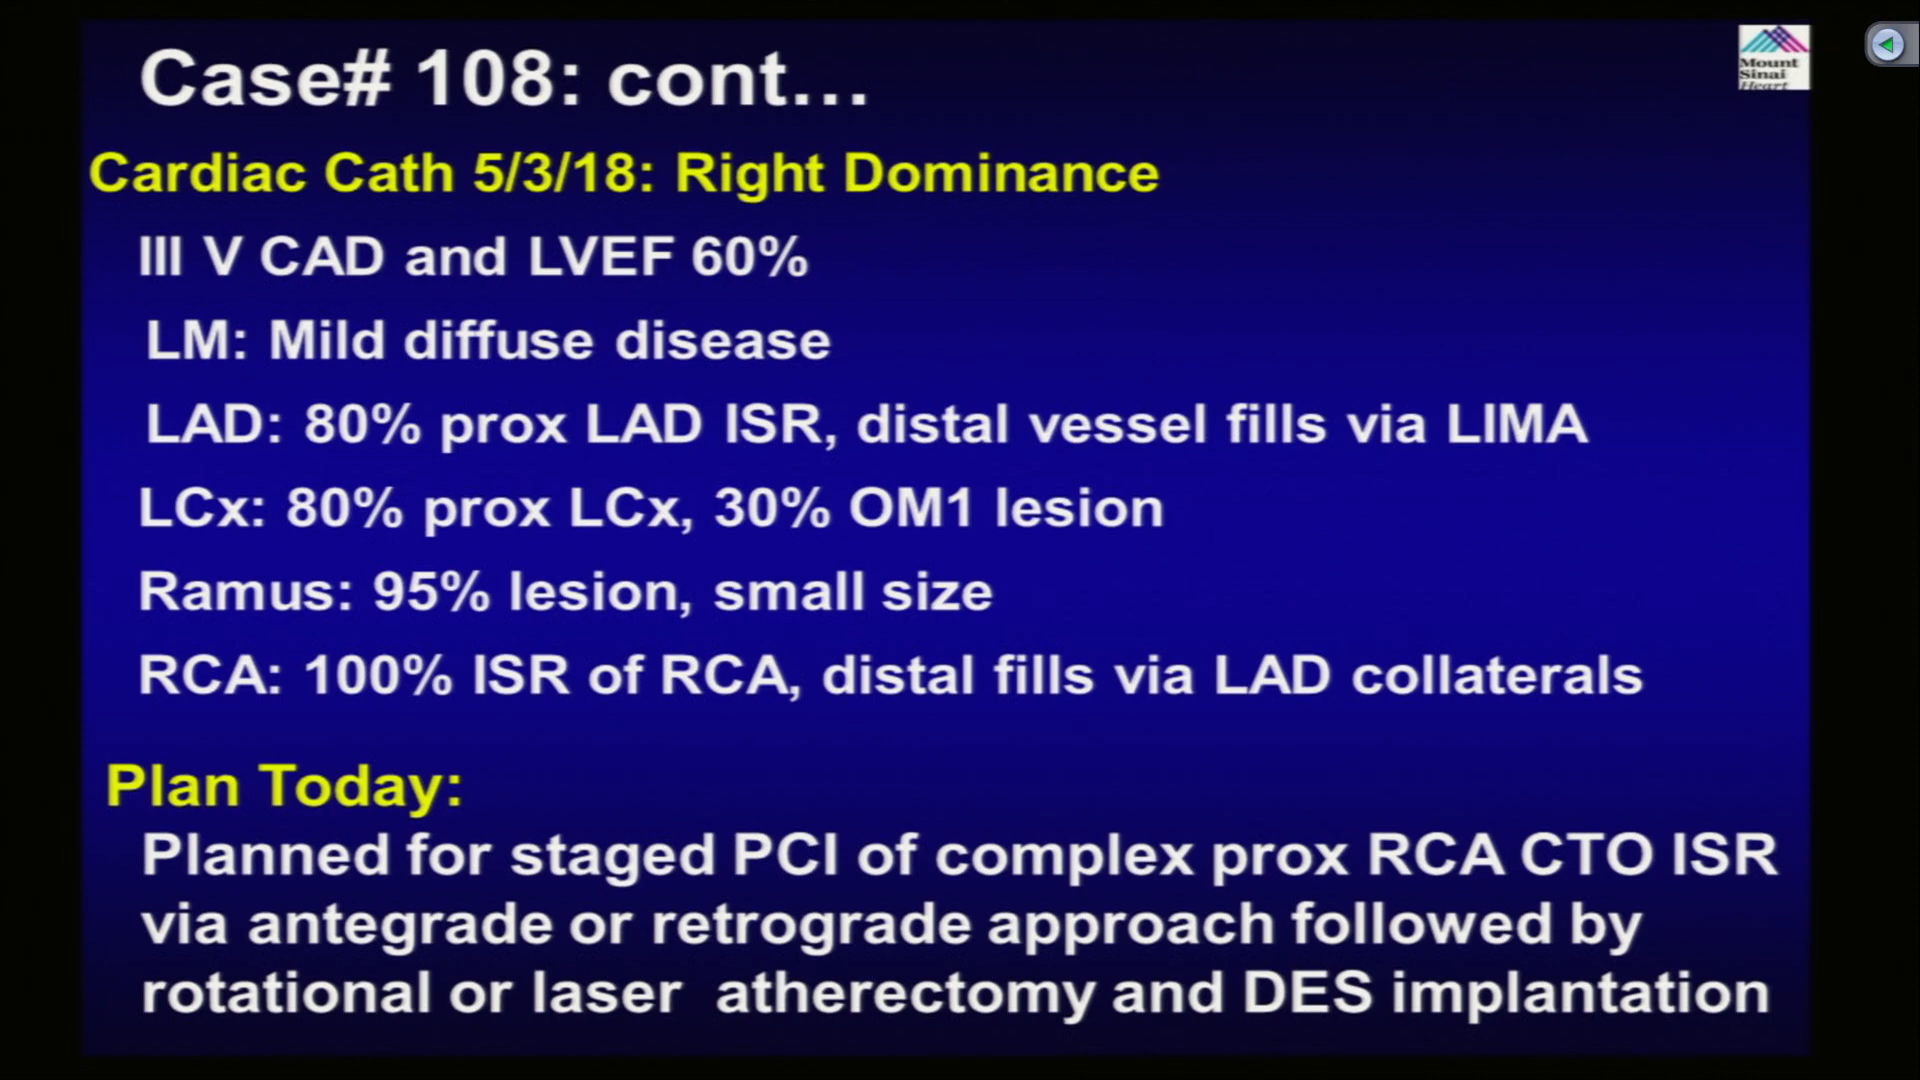 Case# 108: cont...
Mount
Sinai
Heart
Cardiac Cath 5/3/18: Right Dominance
III V CAD and LVEF 60%
LM: Mild diffuse disease
LAD: 80% prox LAD ISR, distal vessel fills via LIMA
LCx: 80% prox LCx, 30% OM1 lesion
Ramus: 95% lesion, small size
RCA: 100% ISR of RCA, distal fills via LAD collaterals
Plan Today:
Planned for staged PCI of complex prox RCA CTO ISR
via antegrade or retrograde approach followed by
rotational or laser atherectomy and DES implantation